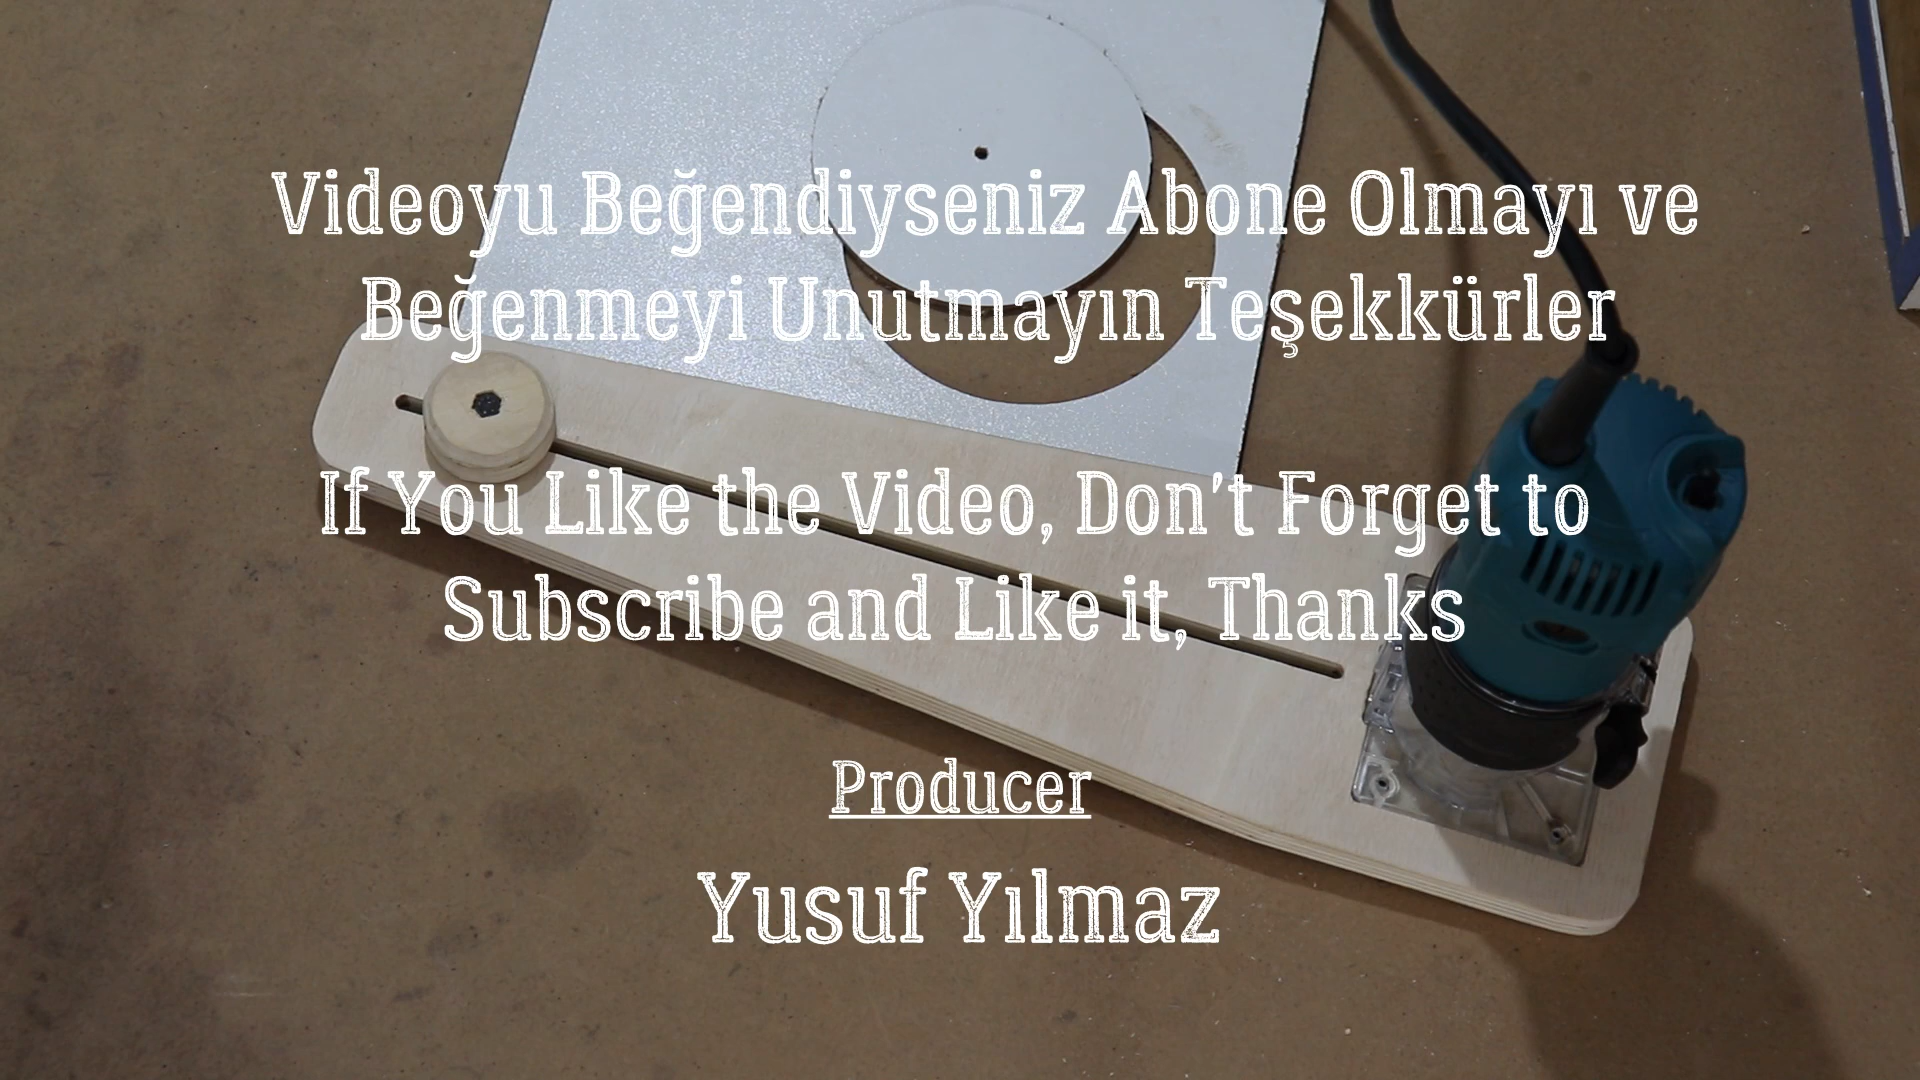 Videoyu Beğendiyseniz Abone Olmayı ve
Beğenmeyi Unutmayın Teşekkürler
If You Like the Video, Don't Forget to
Subscribe and Like it, Thanks
Producer
Yusuf Yılmaz